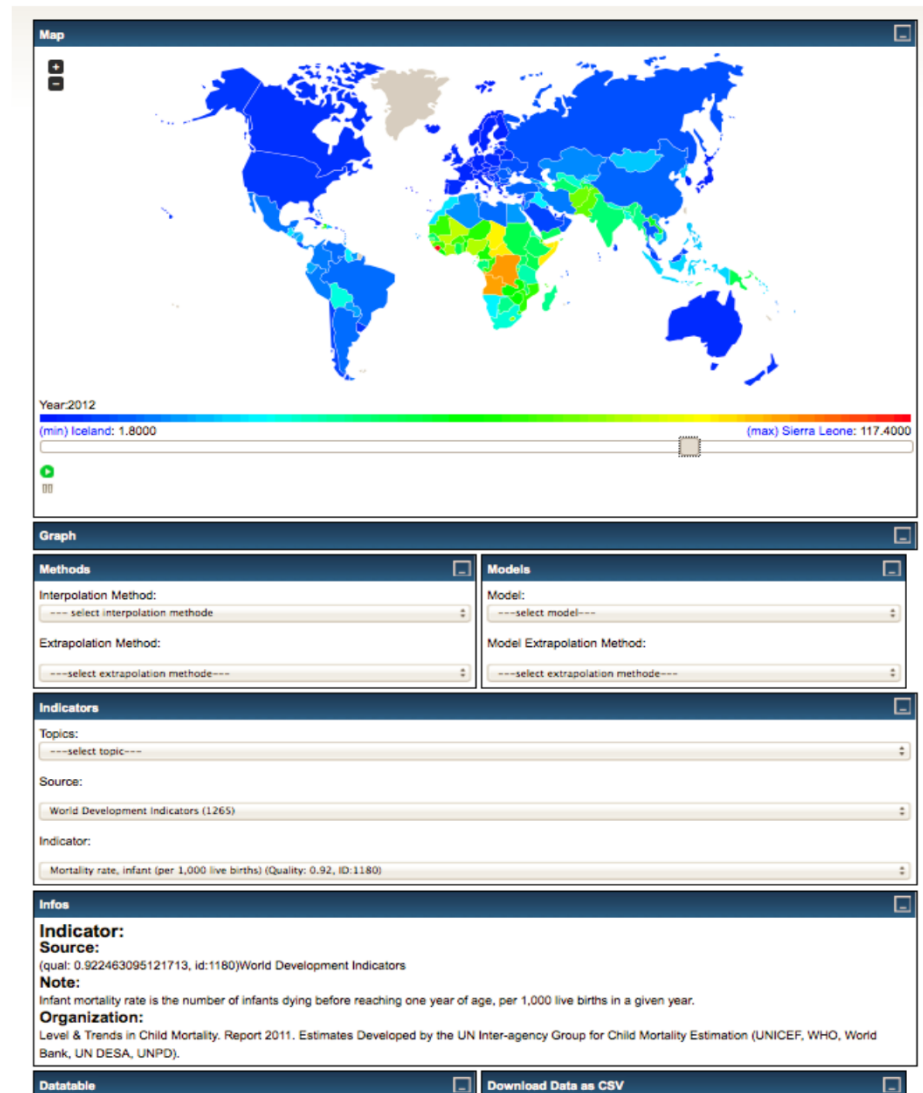 Map
+
−
Year:2012
(min) Iceland: 1.8000 (max) Sierra Leone: 117.4000
Graph
Methods
Interpolation Method:
--- select interpolation methode
Extrapolation Method:
---select extrapolation methode---
Models
Model:
---select model---
Model Extrapolation Method:
---select extrapolation methode---
Indicators
Topics:
---select topic---
Source:
World Development Indicators (1265)
Indicator:
Mortality rate, infant (per 1,000 live births) (Quality: 0.92, ID:1180)
Infos
Indicator:
Source:
(qual: 0.922463095121713, id:1180)World Development Indicators
Note:
Infant mortality rate is the number of infants dying before reaching one year of age, per 1,000 live births in a given year.
Organization:
Level & Trends in Child Mortality. Report 2011. Estimates Developed by the UN Inter-agency Group for Child Mortality Estimation (UNICEF, WHO, World
Bank, UN DESA, UNPD).
Datatable
Download Data as CSV